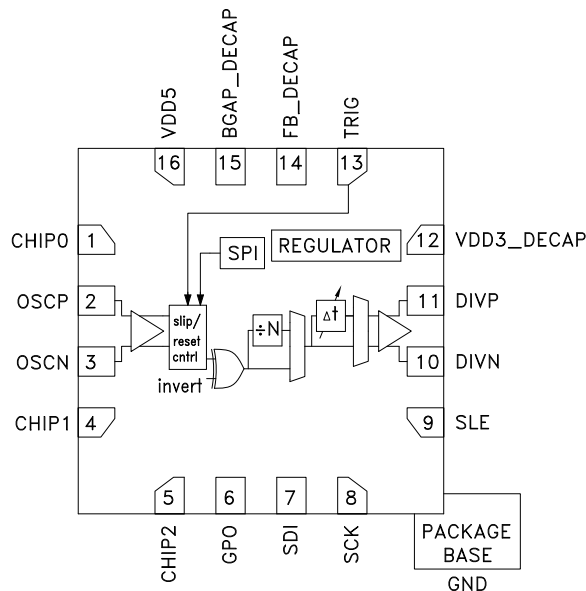 VDD5
BGAP_DECAP
FB_DECAP
TRIG
16
15
14
13
CHIP0
1
SPI
REGULATOR
12
VDD3_DECAP
OSCP
2
slip/
reset
cntrl
÷N
Δt
11
DIVP
OSCN
3
invert
10
DIVN
CHIP1
4
9
SLE
5
6
7
8
CHIP2
GPO
SDI
SCK
PACKAGE
BASE
GND